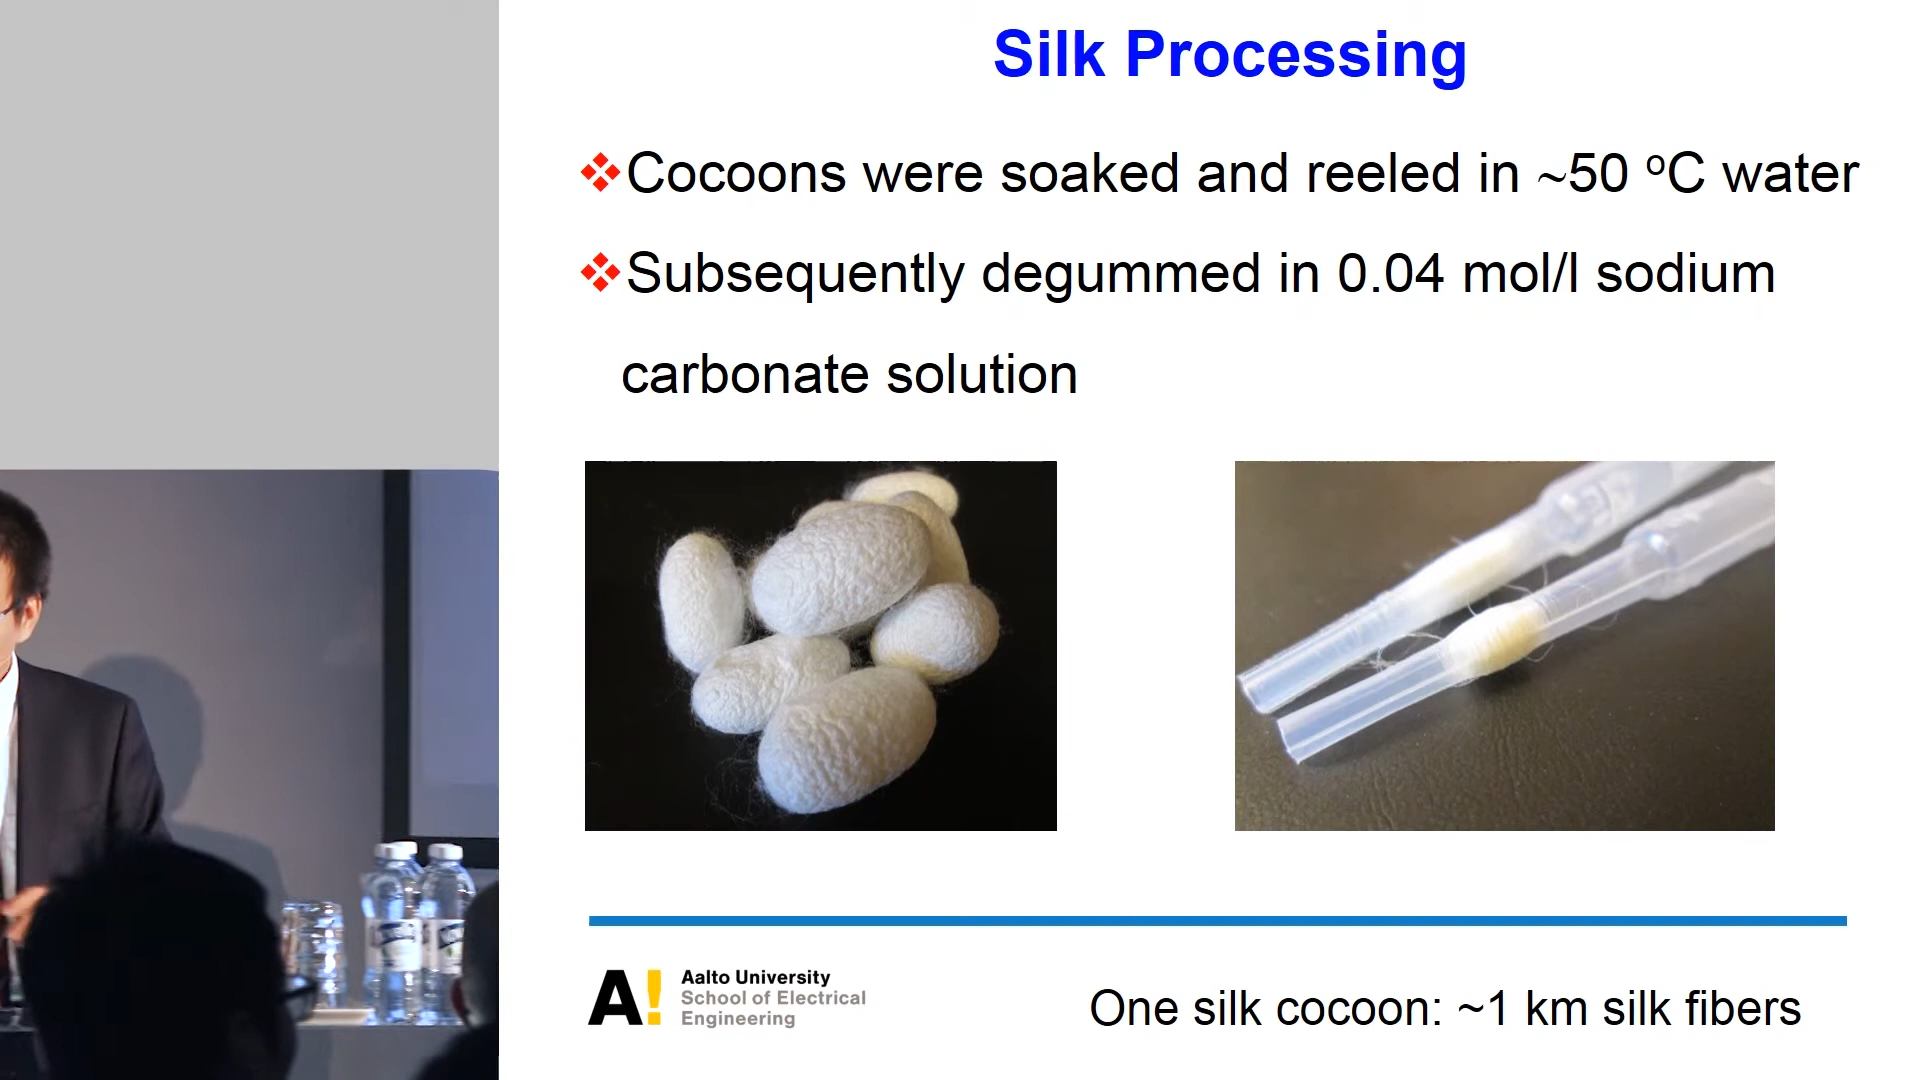 Silk Processing
❖Cocoons were soaked and reeled in ~50 ºC water
❖Subsequently degummed in 0.04 mol/l sodium
carbonate solution
A!
Aalto University
School of Electrical
Engineering
One silk cocoon: ~1 km silk fibers